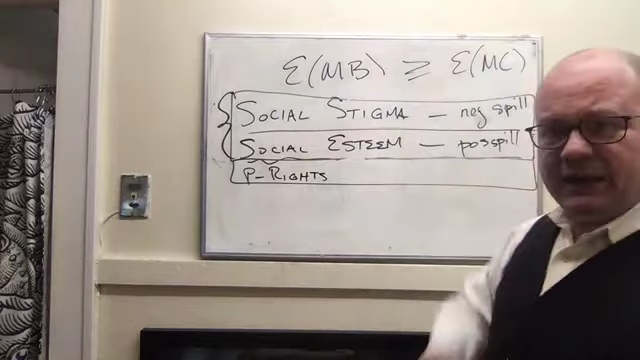 Ɛ(MB) ≥ Ɛ(MC)
SOCIAL STIGMA – neg spill
SOCIAL ESTEEM – pos spill
P-RIGHTS